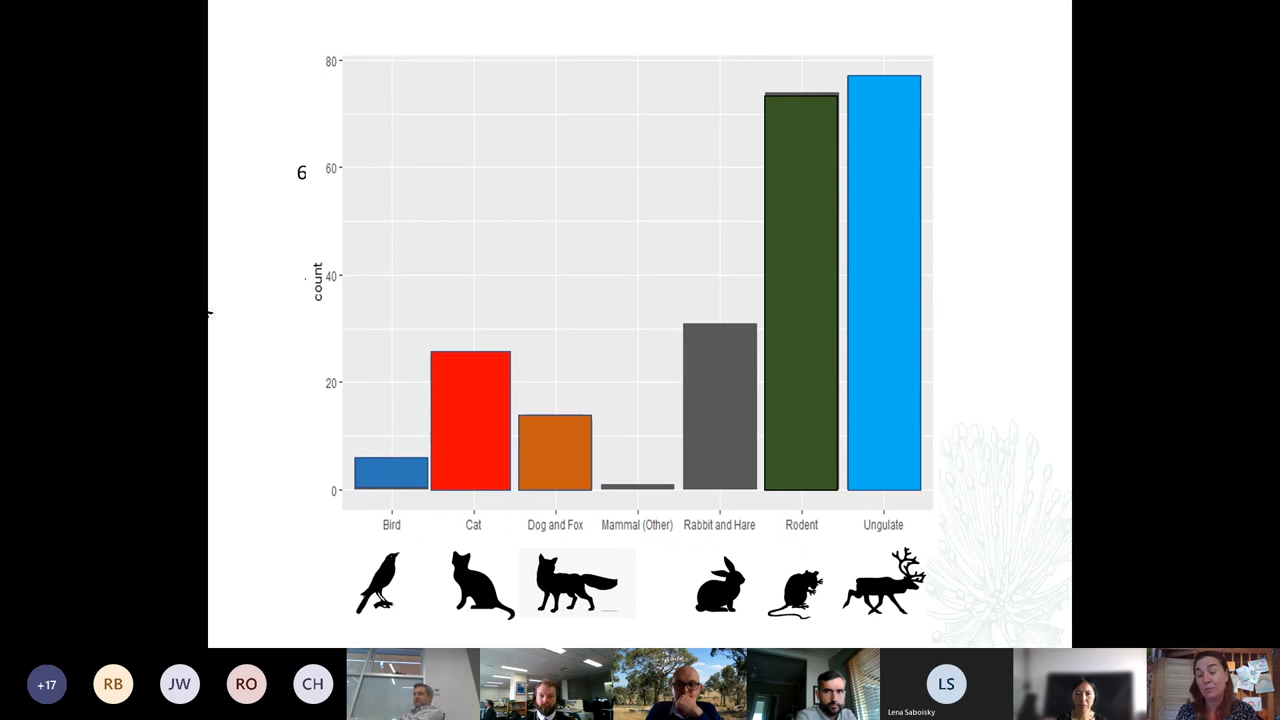 80
60
6
40
count
20
0
Bird Cat Dog and Fox Mammal (Other) Rabbit and Hare Rodent Ungulate
+17 RB JW RO CH LS
Lena Saboisky